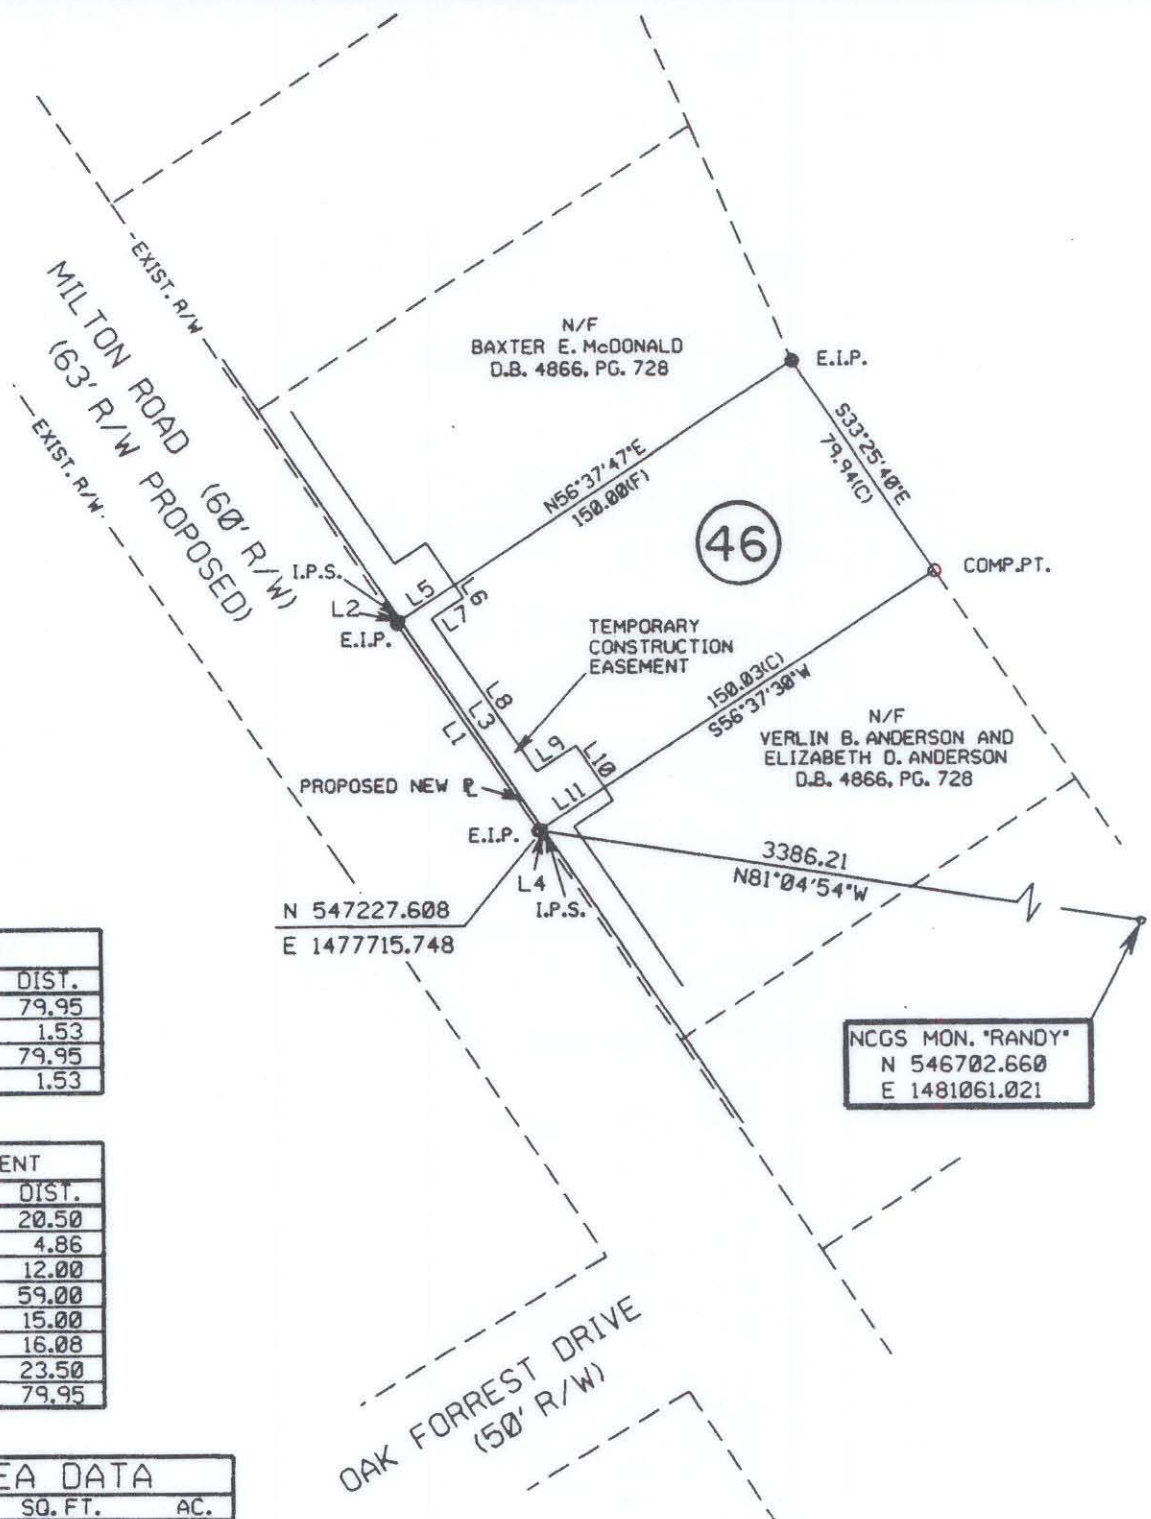 EXIST. R/W
MILTON ROAD (60' R/W)
(63' R/W PROPOSED)
EXIST. R/W
N/F
BAXTER E. McDONALD
D.B. 4866, PG. 728
E.I.P.
S33°25'40"E
79.94(C)
N56°37'47"E
150.00(F)
46
COMP.PT.
I.P.S.
L2
E.I.P.
L5
L6
L7
TEMPORARY
CONSTRUCTION
EASEMENT
L8
L3
L1
L9
L10
L11
150.03(C)
S56°37'30"W
N/F
VERLIN B. ANDERSON AND
ELIZABETH D. ANDERSON
D.B. 4866, PG. 728
PROPOSED NEW PL
E.I.P.
L4
I.P.S.
3386.21
N81°04'54"W
N 547227.608
E 1477715.748
NCGS MON. "RANDY"
N 546702.660
E 1481061.021
DIST.
79.95
1.53
79.95
1.53
ENT
DIST.
20.50
4.86
12.00
59.00
15.00
16.08
23.50
79.95
EA DATA
SQ. FT. AC.
OAK FORREST DRIVE
(50' R/W)